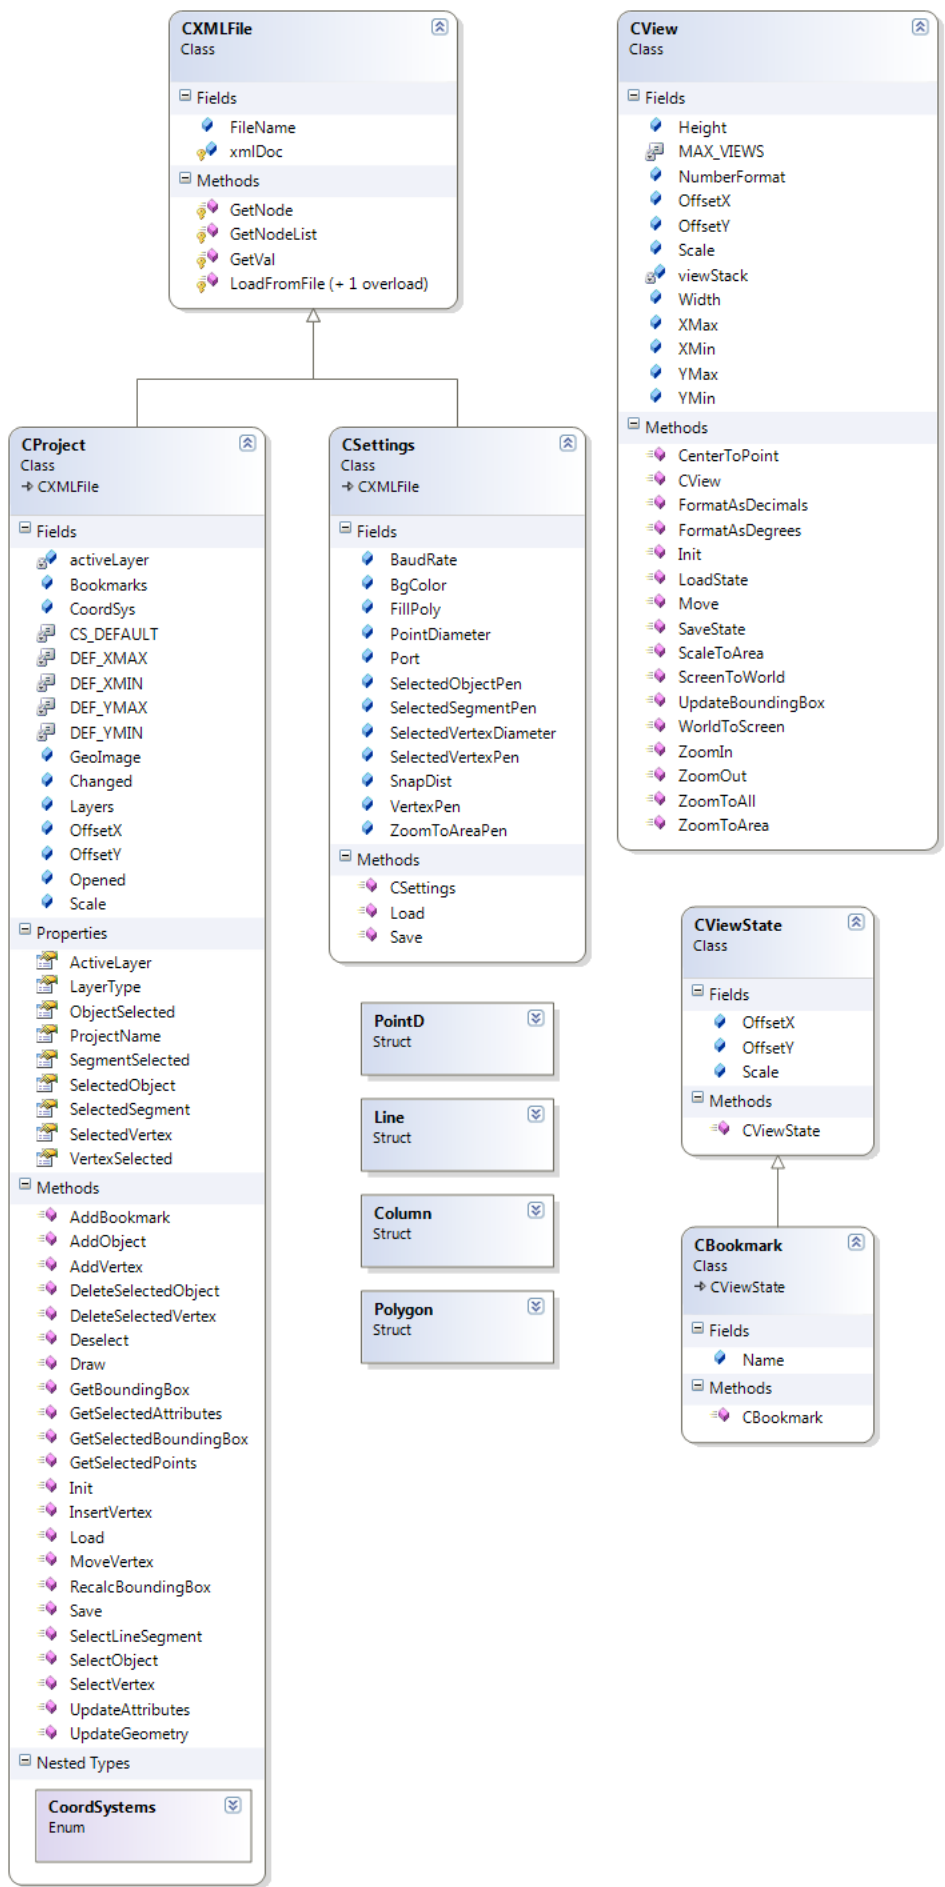 CXMLFile
Class
Fields
FileName
xmlDoc
Methods
GetNode
GetNodeList
GetVal
LoadFromFile (+ 1 overload)
CView
Class
Fields
Height
MAX_VIEWS
NumberFormat
OffsetX
OffsetY
Scale
viewStack
Width
XMax
XMin
YMax
YMin
Methods
CenterToPoint
CView
FormatAsDecimals
FormatAsDegrees
Init
LoadState
Move
SaveState
ScaleToArea
ScreenToWorld
UpdateBoundingBox
WorldToScreen
ZoomIn
ZoomOut
ZoomToAll
ZoomToArea
CProject
Class
CXMLFile
Fields
activeLayer
Bookmarks
CoordSys
CS_DEFAULT
DEF_XMAX
DEF_XMIN
DEF_YMAX
DEF_YMIN
GeoImage
Changed
Layers
OffsetX
OffsetY
Opened
Scale
Properties
ActiveLayer
LayerType
ObjectSelected
ProjectName
SegmentSelected
SelectedObject
SelectedSegment
SelectedVertex
VertexSelected
Methods
AddBookmark
AddObject
AddVertex
DeleteSelectedObject
DeleteSelectedVertex
Deselect
Draw
GetBoundingBox
GetSelectedAttributes
GetSelectedBoundingBox
GetSelectedPoints
Init
InsertVertex
Load
MoveVertex
RecalcBoundingBox
Save
SelectLineSegment
SelectObject
SelectVertex
UpdateAttributes
UpdateGeometry
Nested Types
CoordSystems
Enum
CSettings
Class
CXMLFile
Fields
BaudRate
BgColor
FillPoly
PointDiameter
Port
SelectedObjectPen
SelectedSegmentPen
SelectedVertexDiameter
SelectedVertexPen
SnapDist
VertexPen
ZoomToAreaPen
Methods
CSettings
Load
Save
PointD
Struct
Line
Struct
Column
Struct
Polygon
Struct
CViewState
Class
Fields
OffsetX
OffsetY
Scale
Methods
CViewState
CBookmark
Class
CViewState
Fields
Name
Methods
CBookmark